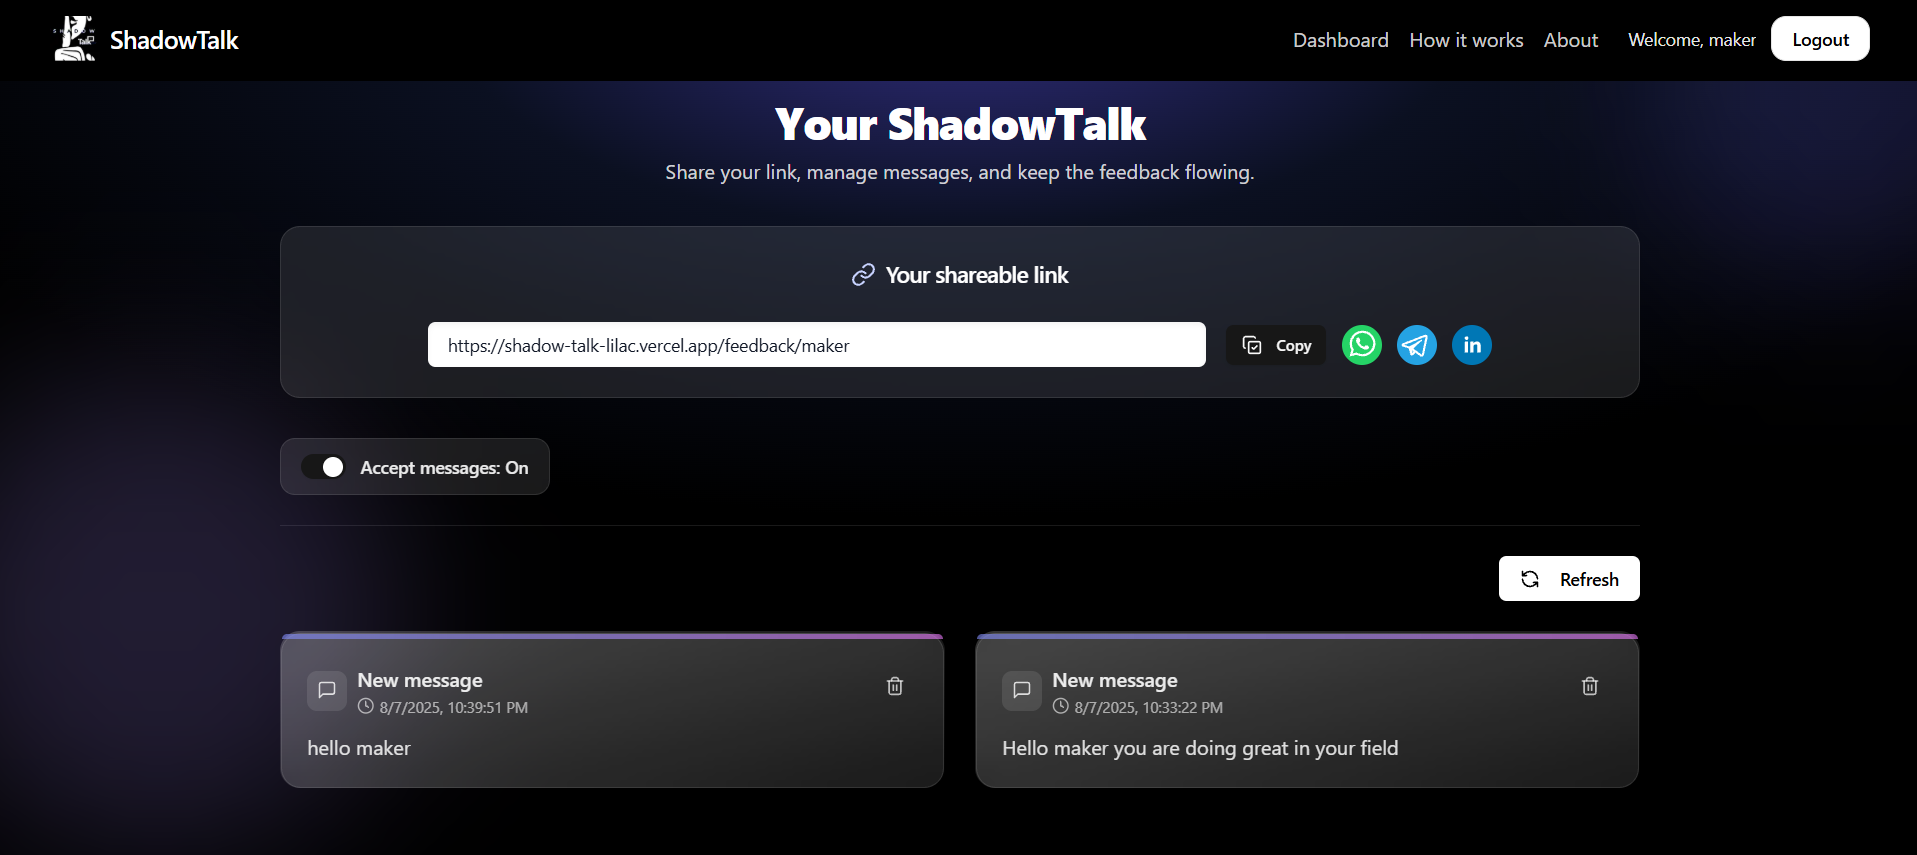 SHADOW
Talk
ShadowTalk
Dashboard How it works About Welcome, maker Logout
Your ShadowTalk
Share your link, manage messages, and keep the feedback flowing.
Your shareable link
https://shadow-talk-lilac.vercel.app/feedback/maker Copy in
Accept messages: On
Refresh
New message
8/7/2025, 10:39:51 PM
hello maker
New message
8/7/2025, 10:33:22 PM
Hello maker you are doing great in your field